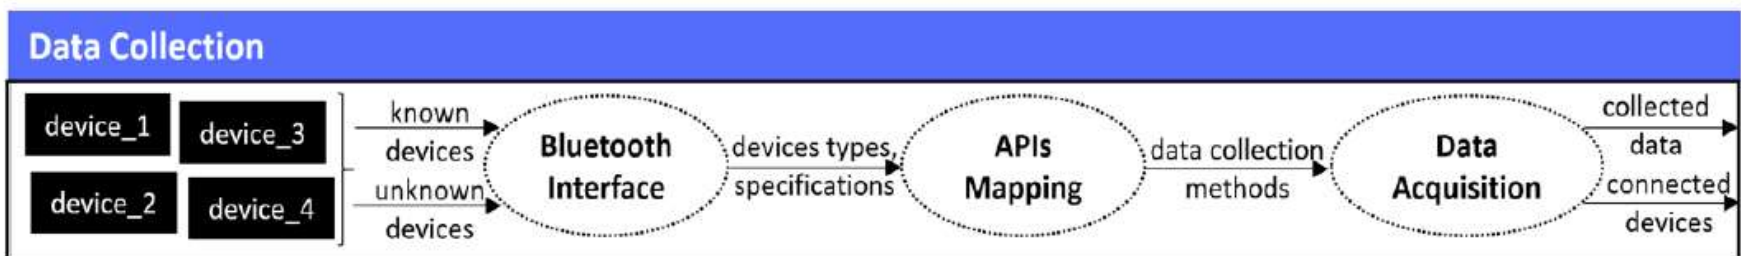 Data Collection
device_1
device_3
device_2
device_4
known
devices
unknown
devices
Bluetooth
Interface
devices types,
specifications
APIs
Mapping
data collection
methods
Data
Acquisition
collected
data
connected
devices